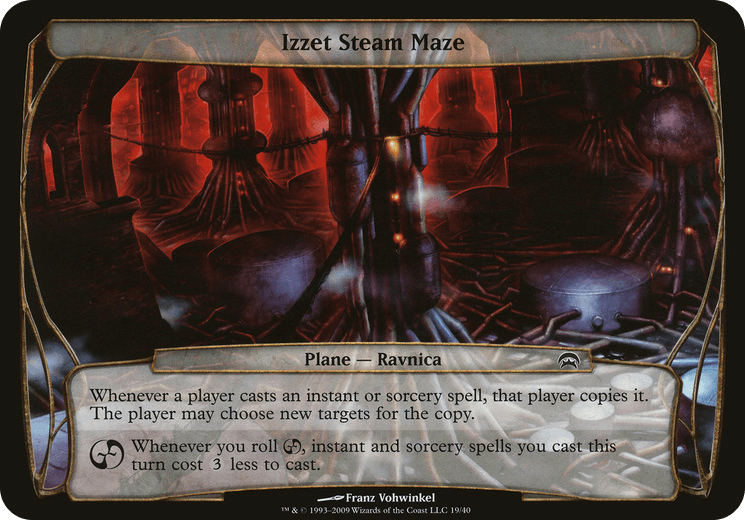 Izzet Steam Maze
Plane — Ravnica
Whenever a player casts an instant or sorcery spell, that player copies it.
The player may choose new targets for the copy.
Whenever you roll , instant and sorcery spells you cast this
turn cost 3 less to cast.
Franz Vohwinkel
™ & © 1993–2009 Wizards of the Coast LLC 19/40